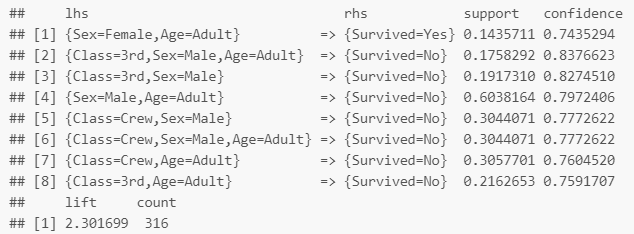 ##     lhs                               rhs            support   confidence
## [1] {Sex=Female,Age=Adult}         => {Survived=Yes} 0.1435711 0.7435294
## [2] {Class=3rd,Sex=Male,Age=Adult}  => {Survived=No}  0.1758292 0.8376623
## [3] {Class=3rd,Sex=Male}            => {Survived=No}  0.1917310 0.8274510
## [4] {Sex=Male,Age=Adult}            => {Survived=No}  0.6038164 0.7972406
## [5] {Class=Crew,Sex=Male}           => {Survived=No}  0.3044071 0.7772622
## [6] {Class=Crew,Sex=Male,Age=Adult} => {Survived=No}  0.3044071 0.7772622
## [7] {Class=Crew,Age=Adult}          => {Survived=No}  0.3057701 0.7604520
## [8] {Class=3rd,Age=Adult}           => {Survived=No}  0.2162653 0.7591707
##     lift     count
## [1] 2.301699  316